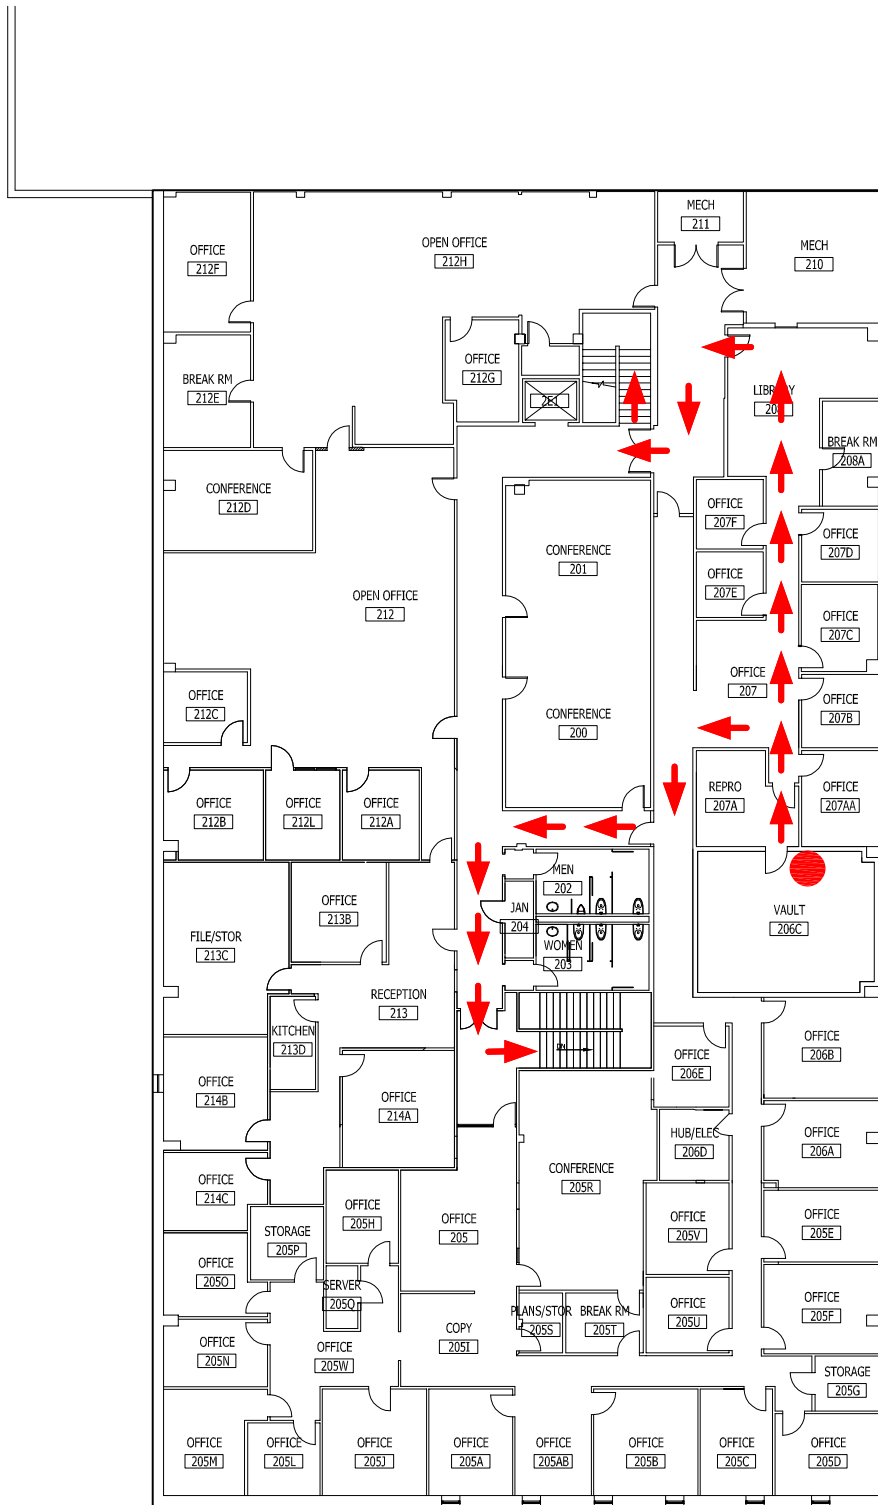 MECH
211
OFFICE
212F
OPEN OFFICE
212H
MECH
210
BREAK RM
212E
OFFICE
212G
2E1
LIBRARY
208
BREAK RM
208A
CONFERENCE
212D
OFFICE
207F
OFFICE
207D
CONFERENCE
201
OFFICE
207E
OPEN OFFICE
212
OFFICE
207C
OFFICE
207
OFFICE
212C
OFFICE
207B
CONFERENCE
200
OFFICE
212B
OFFICE
212L
OFFICE
212A
REPRO
207A
OFFICE
207AA
MEN
202
OFFICE
213B
JAN
204
VAULT
206C
FILE/STOR
213C
WOMEN
203
RECEPTION
213
KITCHEN
213D
DN
OFFICE
206E
OFFICE
206B
OFFICE
214B
OFFICE
214A
HUB/ELEC
206D
OFFICE
206A
OFFICE
214C
CONFERENCE
205R
OFFICE
205H
OFFICE
205
OFFICE
205V
OFFICE
205E
STORAGE
205P
OFFICE
205O
SERVER
205Q
PLANS/STOR
205S
BREAK RM
205T
OFFICE
205U
OFFICE
205F
OFFICE
205N
OFFICE
205W
COPY
205I
STORAGE
205G
OFFICE
205M
OFFICE
205L
OFFICE
205J
OFFICE
205A
OFFICE
205AB
OFFICE
205B
OFFICE
205C
OFFICE
205D